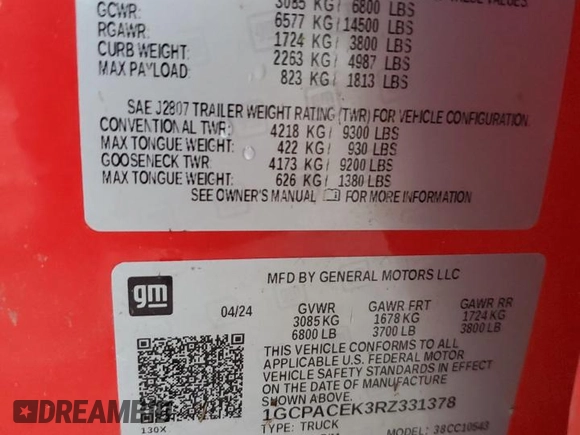 GCWR: 3085 KG/ 6800 LBS
RGAWR: 6577 KG/ 14500 LBS
CURB WEIGHT: 1724 KG/ 3800 LBS
MAX PAYLOAD: 2263 KG/ 4987 LBS
823 KG/ 1813 LBS
SAE J2807 TRAILER WEIGHT RATING (TWR) FOR VEHICLE CONFIGURATION.
CONVENTIONAL TWR: 4218 KG/ 9300 LBS
MAX TONGUE WEIGHT: 422 KG/ 930 LBS
GOOSENECK TWR: 4173 KG/ 9200 LBS
MAX TONGUE WEIGHT: 626 KG/ 1380 LBS
SEE OWNER'S MANUAL FOR MORE INFORMATION
MFD BY GENERAL MOTORS LLC
gm
04/24 GVWR GAWR FRT GAWR RR
3085 KG 1678 KG 1724 KG
6800 LB 3700 LB 3800 LB
THIS VEHICLE CONFORMS TO ALL
APPLICABLE U.S. FEDERAL MOTOR
VEHICLE SAFETY STANDARDS IN EFFECT
ON THE DATE OF MANUFACTURE
SHOWN ABOVE.
1GCPACEK3RZ331378
TYPE: TRUCK
MODEL: 38CC10543
130X